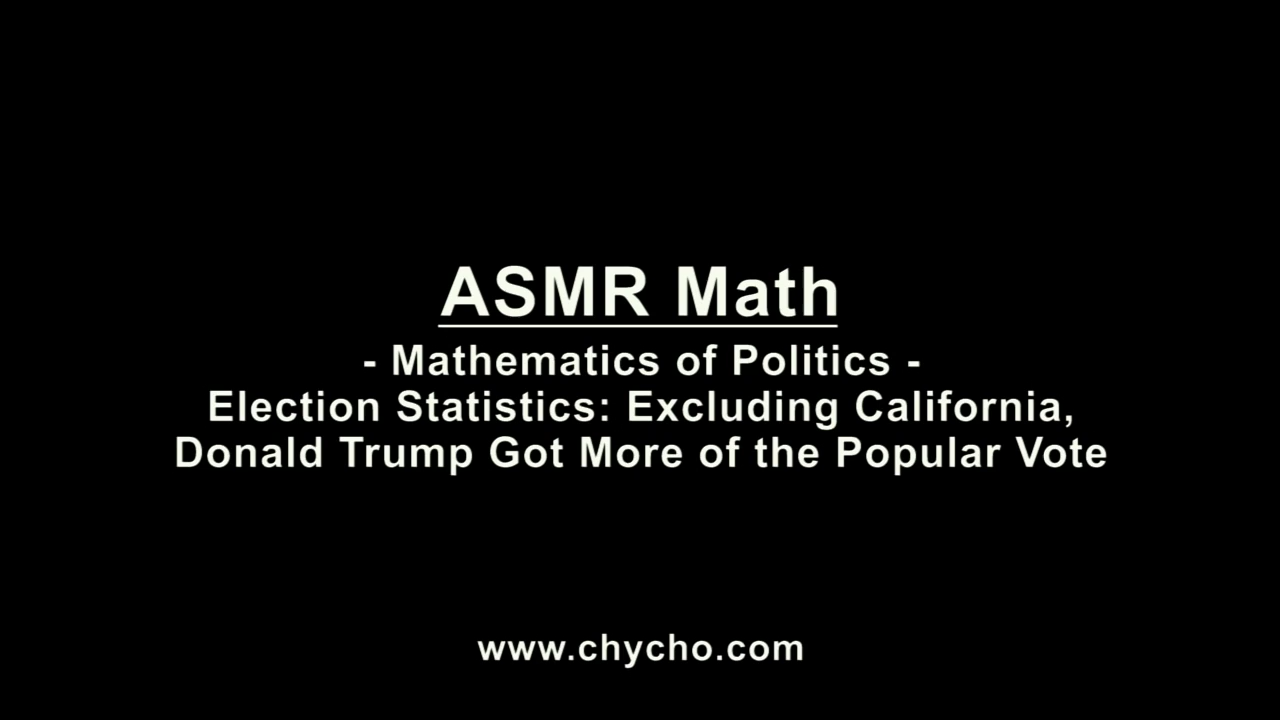 ASMR Math
- Mathematics of Politics -
Election Statistics: Excluding California,
Donald Trump Got More of the Popular Vote
www.chycho.com